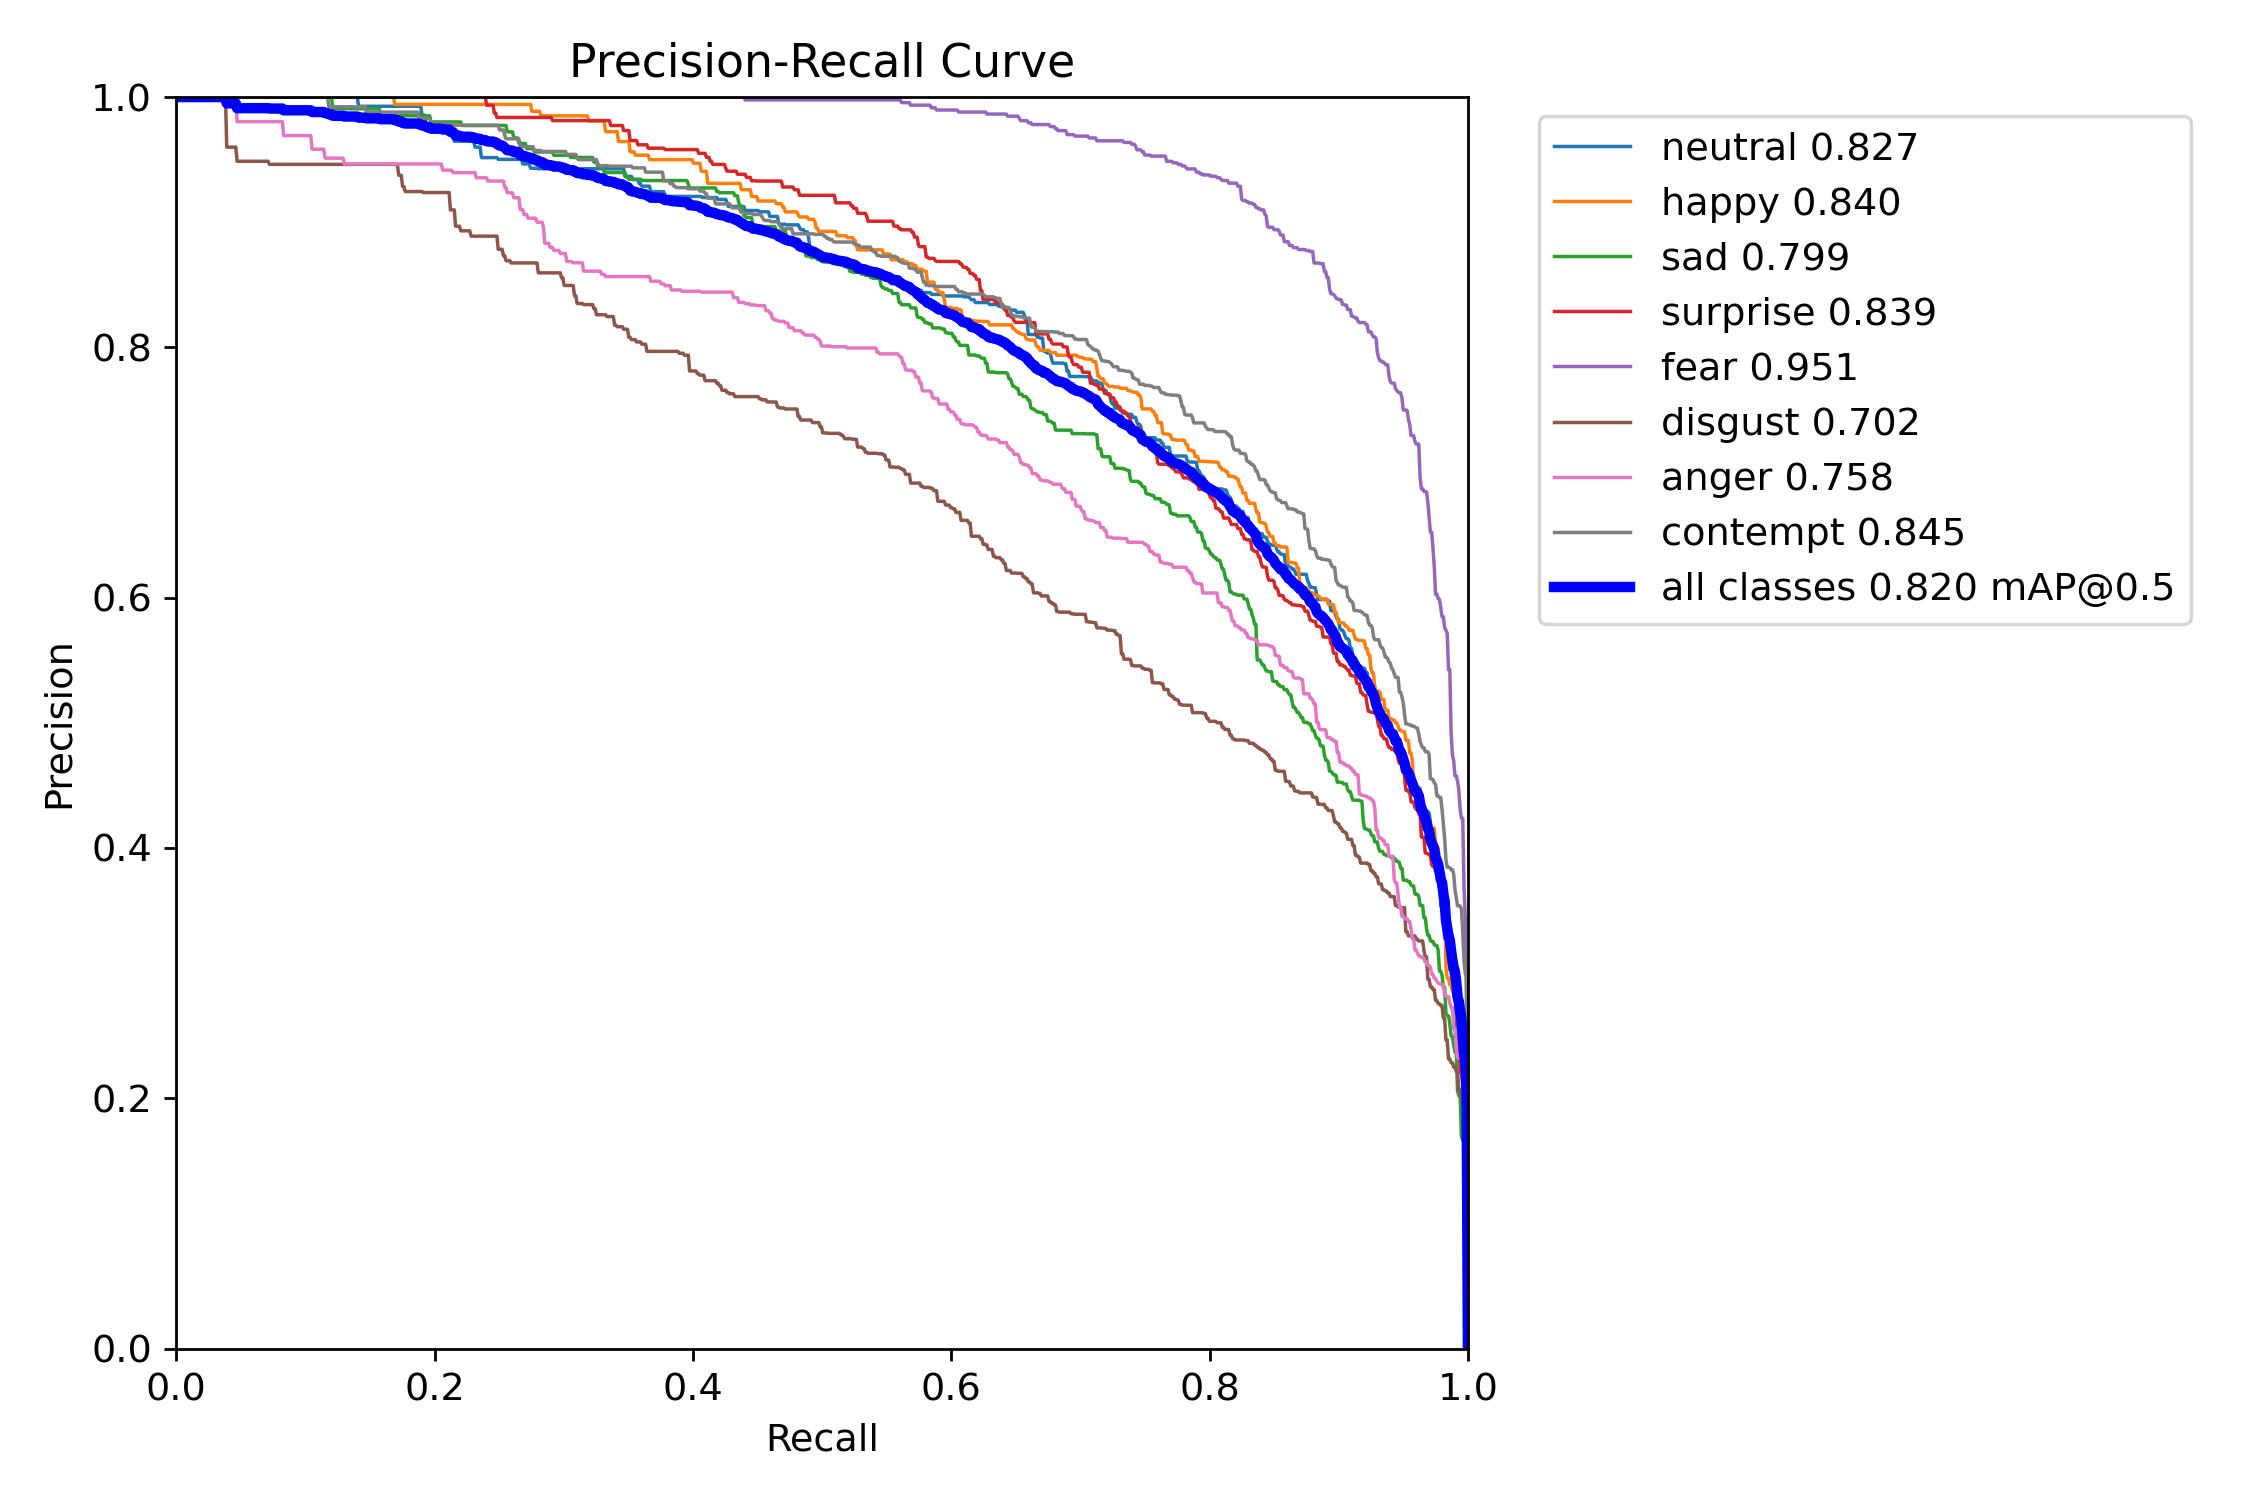 Precision-Recall Curve
1.0
0.8
0.6
0.4
0.2
0.0
Precision
0.0 0.2 0.4 0.6 0.8 1.0
Recall
neutral 0.827
happy 0.840
sad 0.799
surprise 0.839
fear 0.951
disgust 0.702
anger 0.758
contempt 0.845
all classes 0.820 mAP@0.5